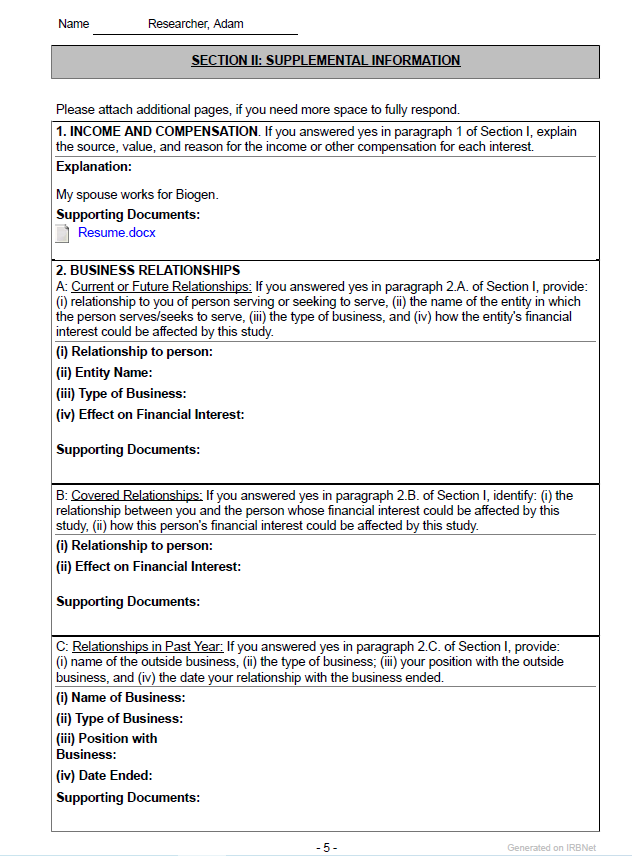 Name Researcher, Adam
SECTION II: SUPPLEMENTAL INFORMATION
Please attach additional pages, if you need more space to fully respond.
1. INCOME AND COMPENSATION. If you answered yes in paragraph 1 of Section I, explain
the source, value, and reason for the income or other compensation for each interest.
Explanation:
My spouse works for Biogen.
Supporting Documents:
Resume.docx
2. BUSINESS RELATIONSHIPS
A: Current or Future Relationships: If you answered yes in paragraph 2.A. of Section I, provide:
(i) relationship to you of person serving or seeking to serve, (ii) the name of the entity in which
the person serves/seeks to serve, (iii) the type of business, and (iv) how the entity's financial
interest could be affected by this study.
(i) Relationship to person:
(ii) Entity Name:
(iii) Type of Business:
(iv) Effect on Financial Interest:
Supporting Documents:
B: Covered Relationships: If you answered yes in paragraph 2.B. of Section I, identify: (i) the
relationship between you and the person whose financial interest could be affected by this
study, (ii) how this person's financial interest could be affected by this study.
(i) Relationship to person:
(ii) Effect on Financial Interest:
Supporting Documents:
C: Relationships in Past Year: If you answered yes in paragraph 2.C. of Section I, provide:
(i) name of the outside business, (ii) the type of business; (iii) your position with the outside
business, and (iv) the date your relationship with the business ended.
(i) Name of Business:
(ii) Type of Business:
(iii) Position with
Business:
(iv) Date Ended:
Supporting Documents:
- 5 -
Generated on IRBNet